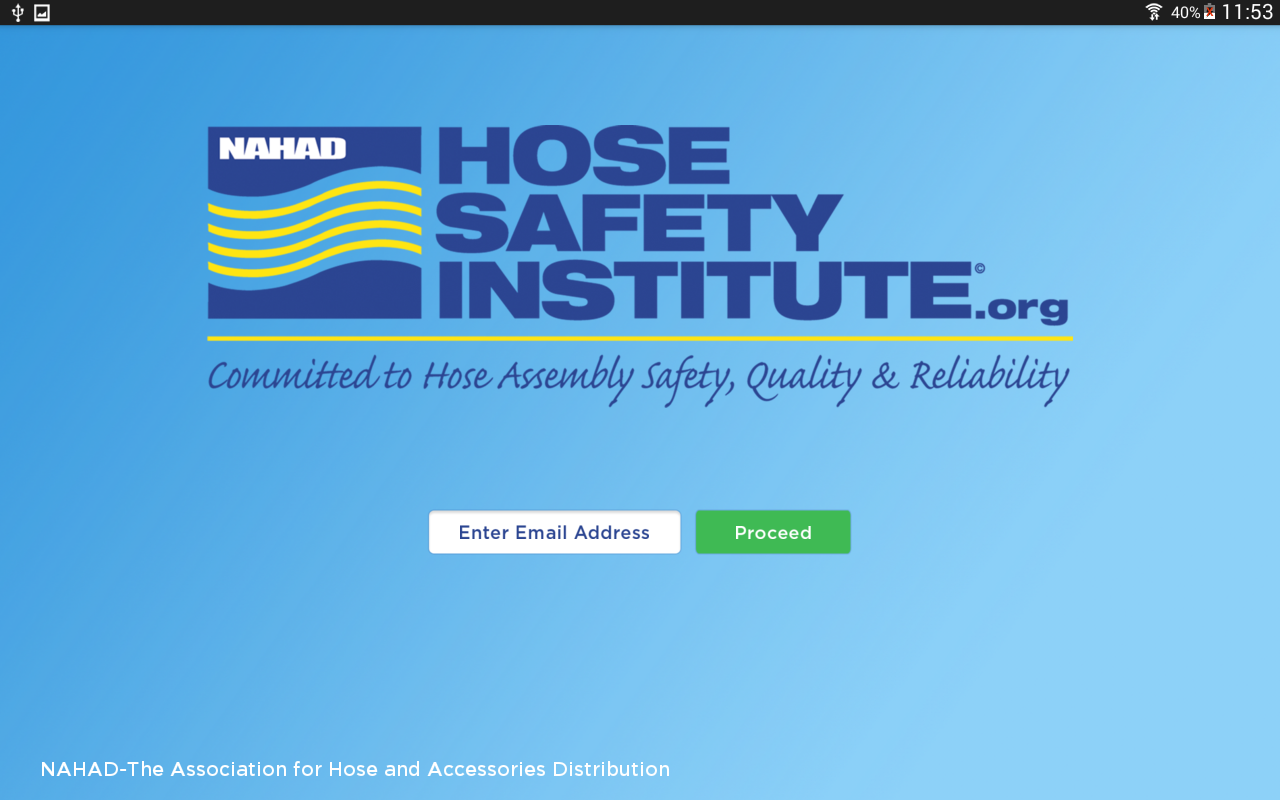 40% 11:53
NAHAD
HOSE
SAFETY
INSTITUTE©.org
Committed to Hose Assembly Safety, Quality & Reliability
Enter Email Address Proceed
NAHAD-The Association for Hose and Accessories Distribution